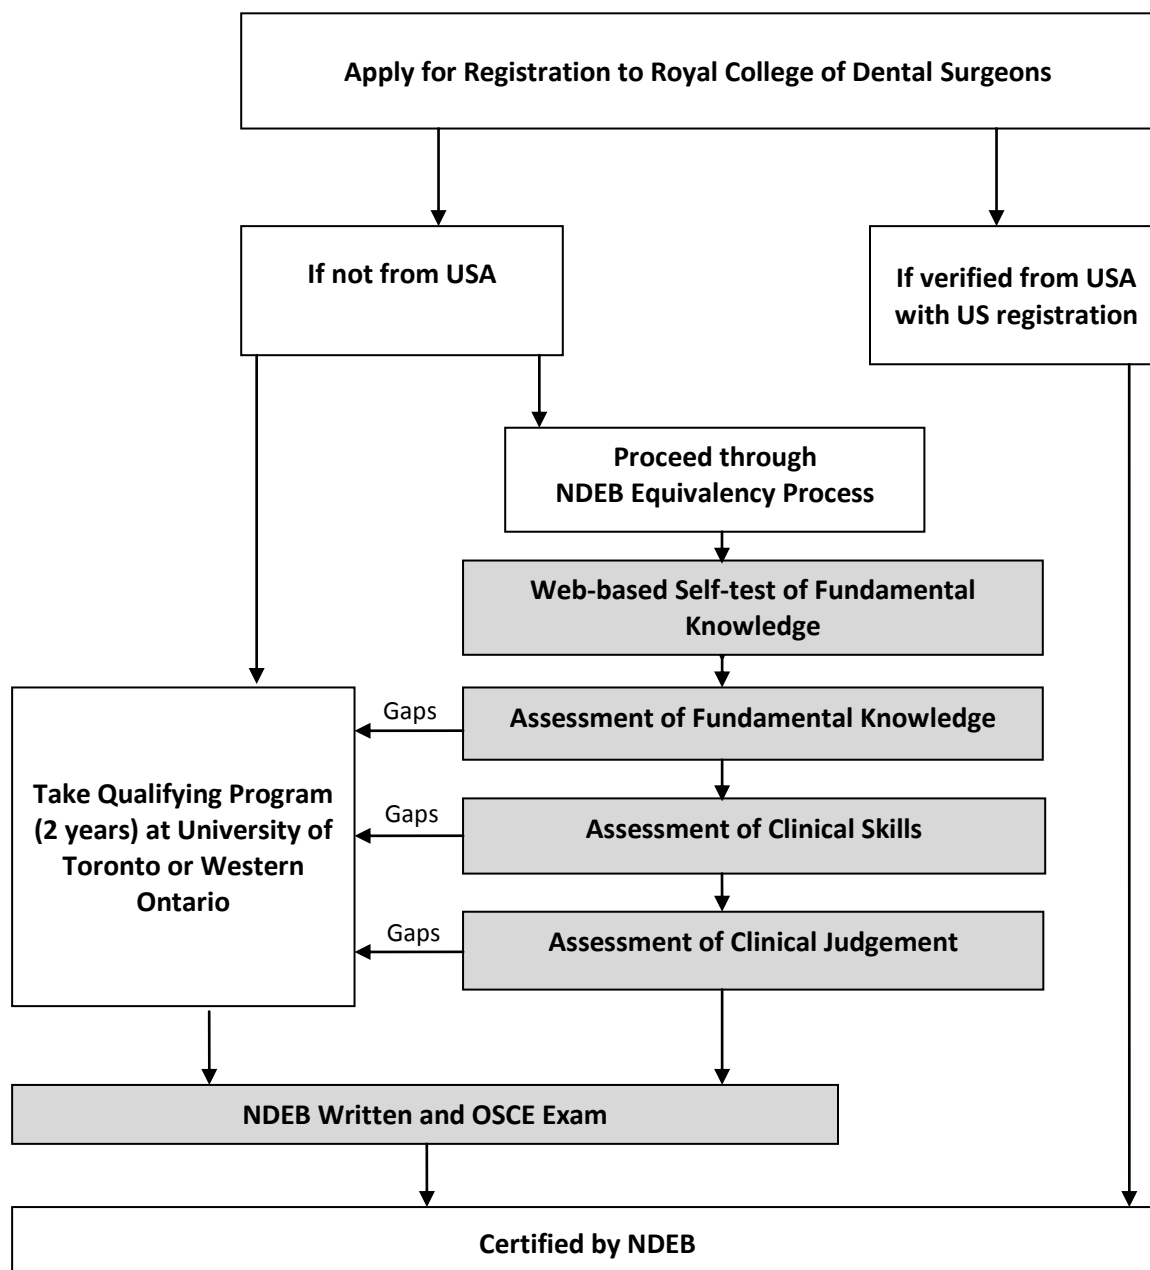 Apply for Registration to Royal College of Dental Surgeons
If not from USA
If verified from USA
with US registration
Proceed through
NDEB Equivalency Process
Web-based Self-test of Fundamental
Knowledge
Gaps
Assessment of Fundamental Knowledge
Take Qualifying Program
(2 years) at University of
Toronto or Western
Ontario
Gaps
Assessment of Clinical Skills
Gaps
Assessment of Clinical Judgement
NDEB Written and OSCE Exam
Certified by NDEB